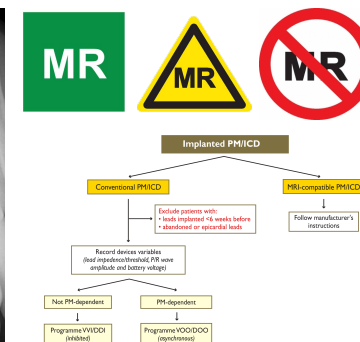 MR
MR
MR
Implanted PM/ICD
Conventional PM/ICD
MRI-compatible PM/ICD
Exclude patients with:
• leads implanted <6 weeks before
• abandoned or epicardial leads
Follow manufacturer's
instructions
Record devices variables
(lead impedence/threshold, P/R wave
amplitude and battery voltage)
Not PM-dependent
PM-dependent
Programme VVI/DDI
(inhibited)
Programme VOO/DOO
(asynchronous)